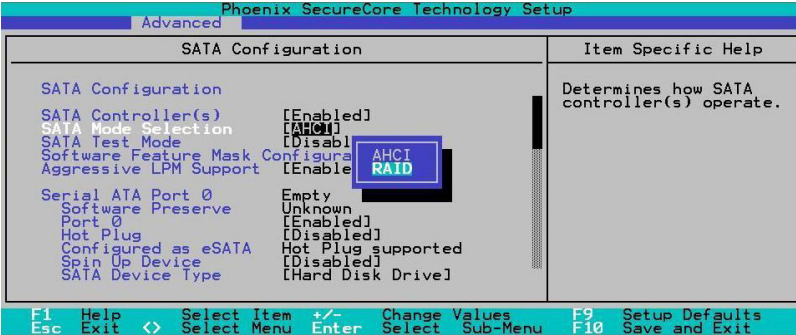 Phoenix SecureCore Technology Setup
Advanced
SATA Configuration
Item Specific Help
SATA Configuration
Determines how SATA
controller(s) operate.
SATA Controller(s) [Enabled]
SATA Mode Selection [AHCI]
SATA Test Mode [Disabl
Software Feature Mask Configura
Aggressive LPM Support [Enable
AHCI
RAID
Serial ATA Port 0 Empty
Software Preserve Unknown
Port 0 [Enabled]
Hot Plug [Disabled]
Configured as eSATA Hot Plug supported
Spin Up Device [Disabled]
SATA Device Type [Hard Disk Drive]
F1 Help Select Item +/- Change Values F9 Setup Defaults
Esc Exit <> Select Menu Enter Select Sub-Menu F10 Save and Exit